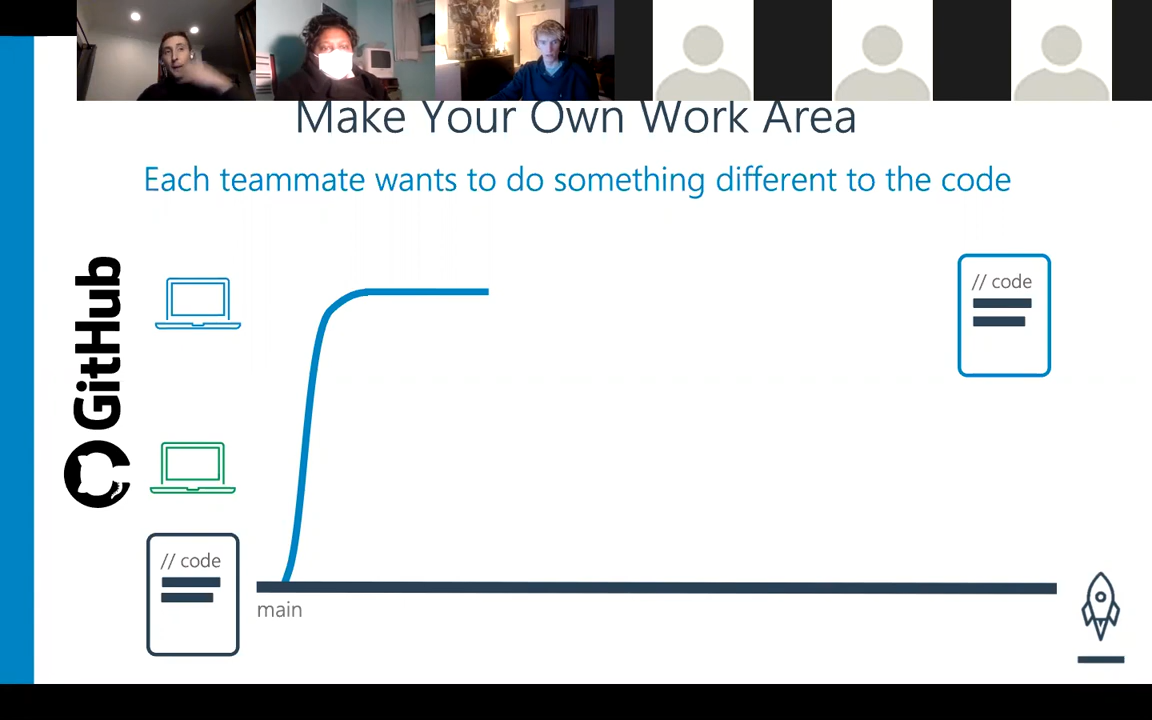 Make Your Own Work Area
Each teammate wants to do something different to the code
GitHub
// code
// code
main